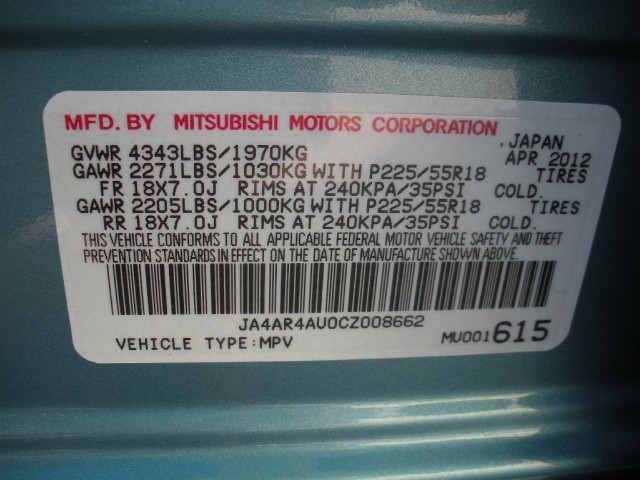 MFD. BY MITSUBISHI MOTORS CORPORATION
GVWR 4343LBS/1970KG , JAPAN APR 2012
GAWR 2271LBS/1030KG WITH P225/55R18 TIRES
FR 18X7.0J RIMS AT 240KPA/35PSI COLD.
GAWR 2205LBS/1000KG WITH P225/55R18 TIRES
RR 18X7.0J RIMS AT 240KPA/35PSI COLD.
THIS VEHICLE CONFORMS TO ALL APPLICABLE FEDERAL MOTOR VEHICLE SAFETY AND THEFT
PREVENTION STANDARDS IN EFFECT ON THE DATE OF MANUFACTURE SHOWN ABOVE.
JA4AR4AU0CZ008662
VEHICLE TYPE:MPV MU001615